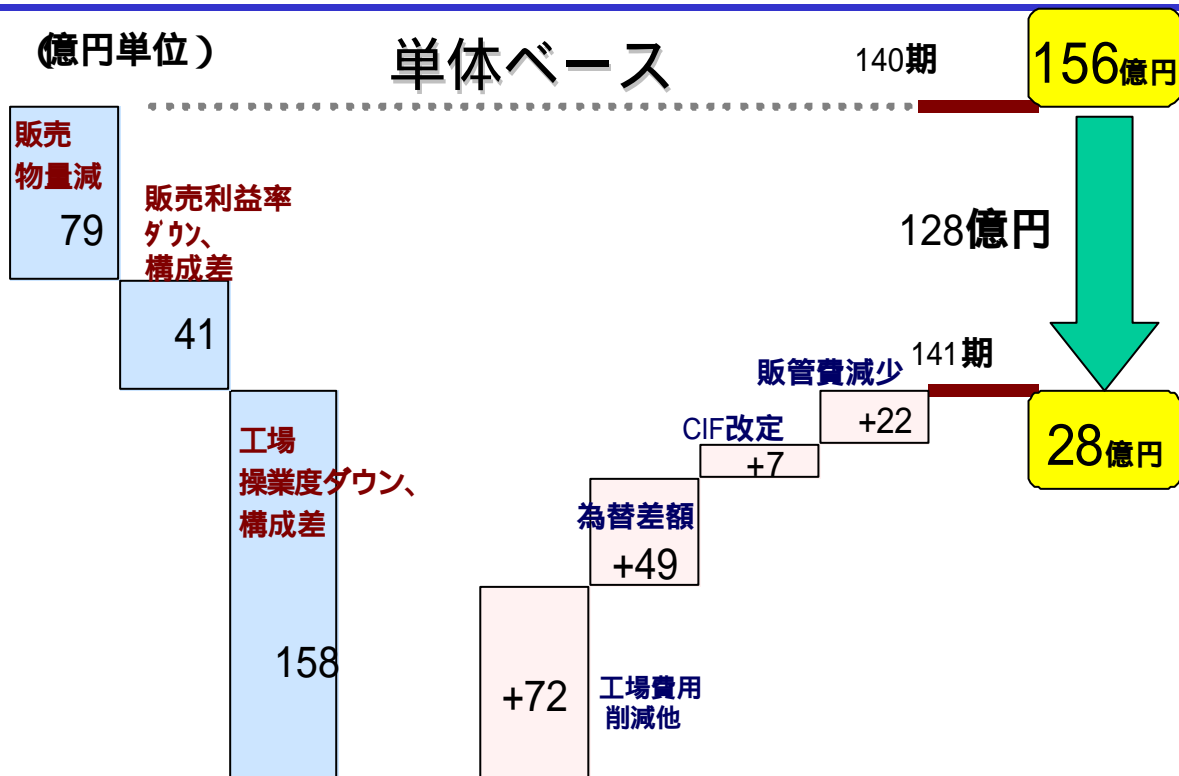 (億円単位)
単体ベース
140期
156億円
販売
物量減
79
販売利益率
ダウン、
構成差
41
128億円
工場
操業度ダウン、
構成差
158
141期
28億円
販管費減少
+22
CIF改定
+7
為替差額
+49
+72
工場費用
削減他